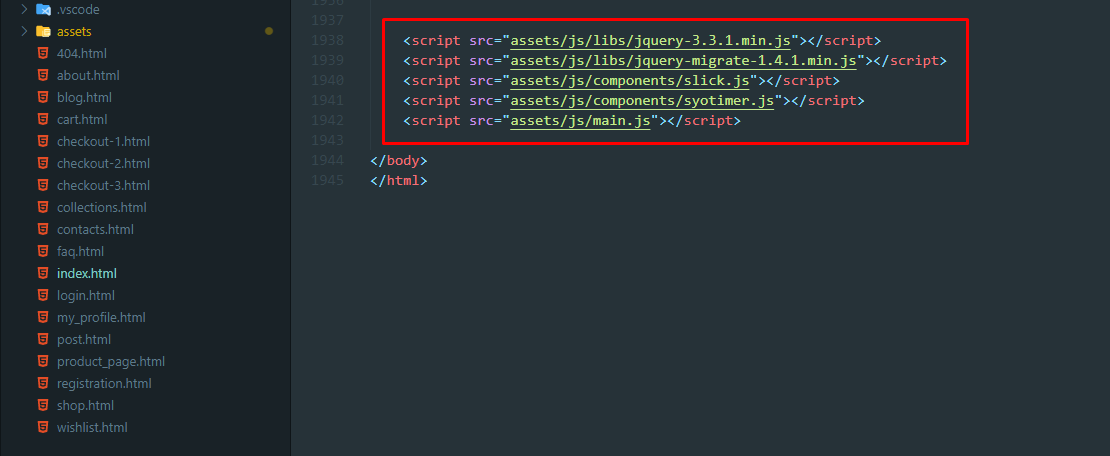 .vscode
assets
404.html
about.html
blog.html
cart.html
checkout-1.html
checkout-2.html
checkout-3.html
collections.html
contacts.html
faq.html
index.html
login.html
my_profile.html
post.html
product_page.html
registration.html
shop.html
wishlist.html
1936
1937
1938 <script src="assets/js/libs/jquery-3.3.1.min.js"></script>
1939 <script src="assets/js/libs/jquery-migrate-1.4.1.min.js"></script>
1940 <script src="assets/js/components/slick.js"></script>
1941 <script src="assets/js/components/syotimer.js"></script>
1942 <script src="assets/js/main.js"></script>
1943
1944 </body>
1945 </html>